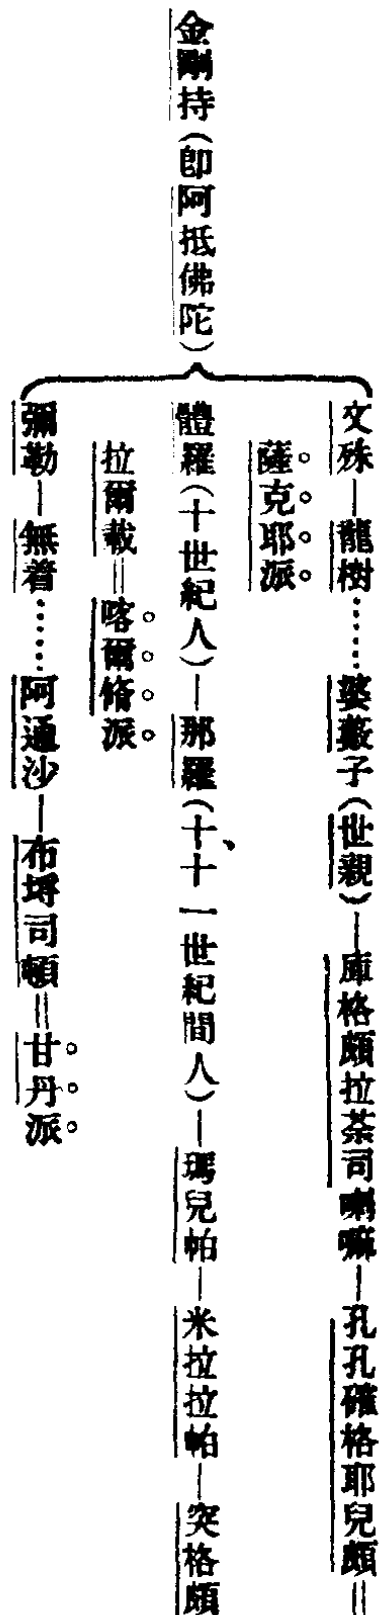 金剛持(卽阿抵佛陀)
文殊—龍樹……婆藪子(世親)—庫格頗拉茶司喇嘛—孔孔確格耶兒頗=
薩克耶派
體羅(十世紀人)—那羅(十、十一世紀間人)—瑪兒帕—米拉拉帕—突格頗
拉爾載=喀爾脩派
彌勒—無着……阿通沙—布埒司頓=甘丹派